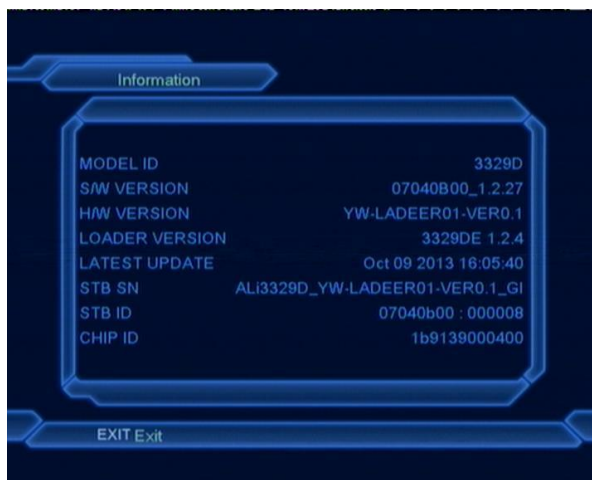 Information
MODEL ID 3329D
S/W VERSION 07040B00_1.2.27
H/W VERSION YW-LADEER01-VER0.1
LOADER VERSION 3329DE 1.2.4
LATEST UPDATE Oct 09 2013 16:05:40
STB SN ALi3329D_YW-LADEER01-VER0.1_GI
STB ID 07040b00 : 000008
CHIP ID 1b9139000400
EXIT Exit